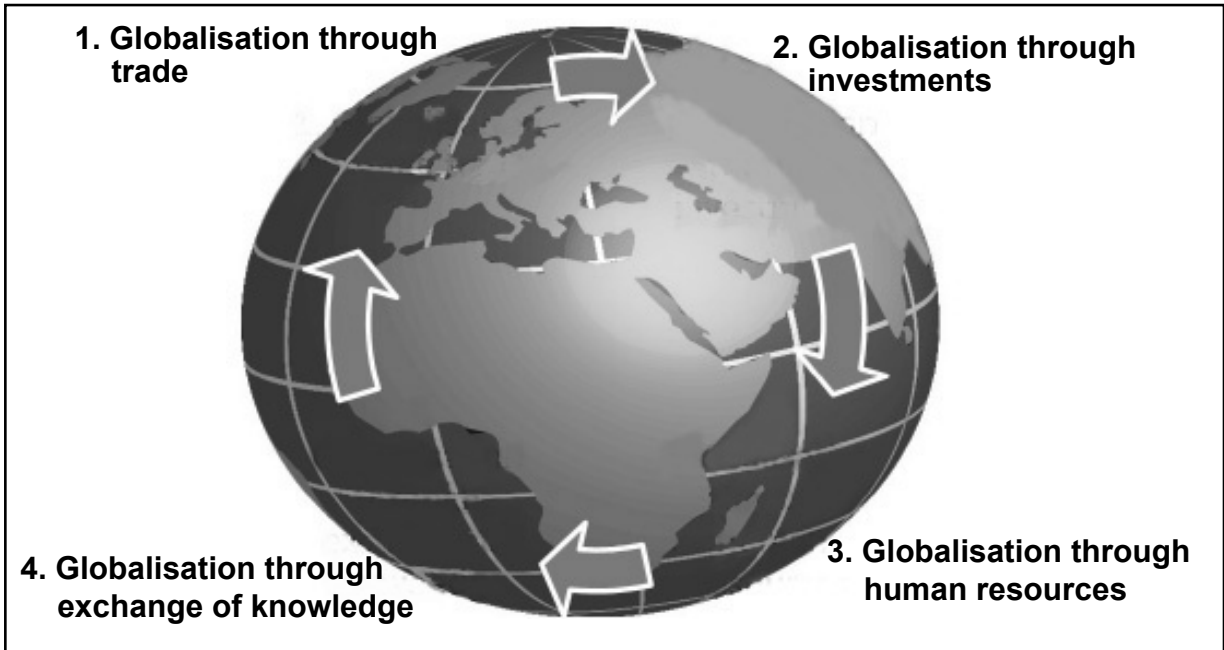 1. Globalisation through
trade
2. Globalisation through
investments
3. Globalisation through
human resources
4. Globalisation through
exchange of knowledge